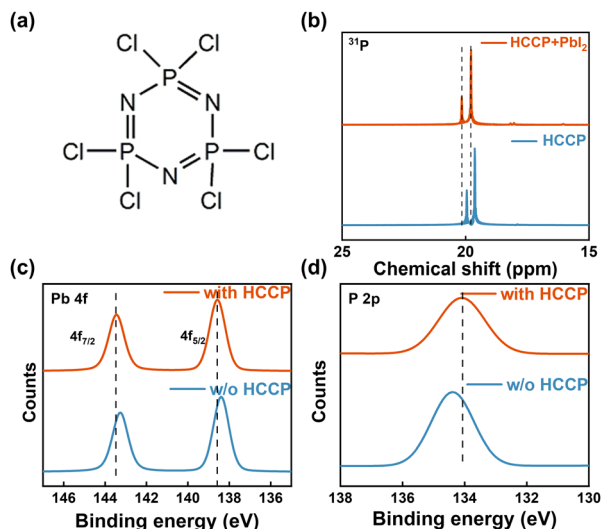 (a)
Cl Cl
P
N N
Cl P P Cl
N
Cl Cl
(b)
³¹P
HCCP+PbI₂
HCCP
25 20 15
Chemical shift (ppm)
(c)
Pb 4f
with HCCP
4f₇/₂ 4f₅/₂
w/o HCCP
Counts
146 144 142 140 138 136
Binding energy (eV)
(d)
P 2p
with HCCP
w/o HCCP
Counts
138 136 134 132 130
Binding energy (eV)